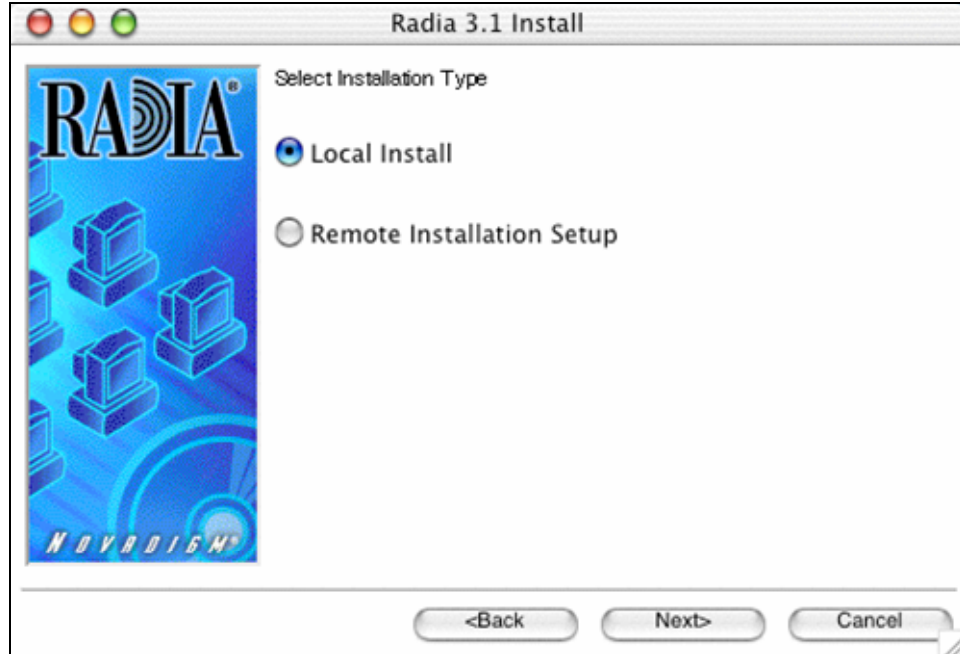 Radia 3.1 Install
RADIA®
Select Installation Type
Local Install
Remote Installation Setup
NOVADIGM®
<Back
Next>
Cancel